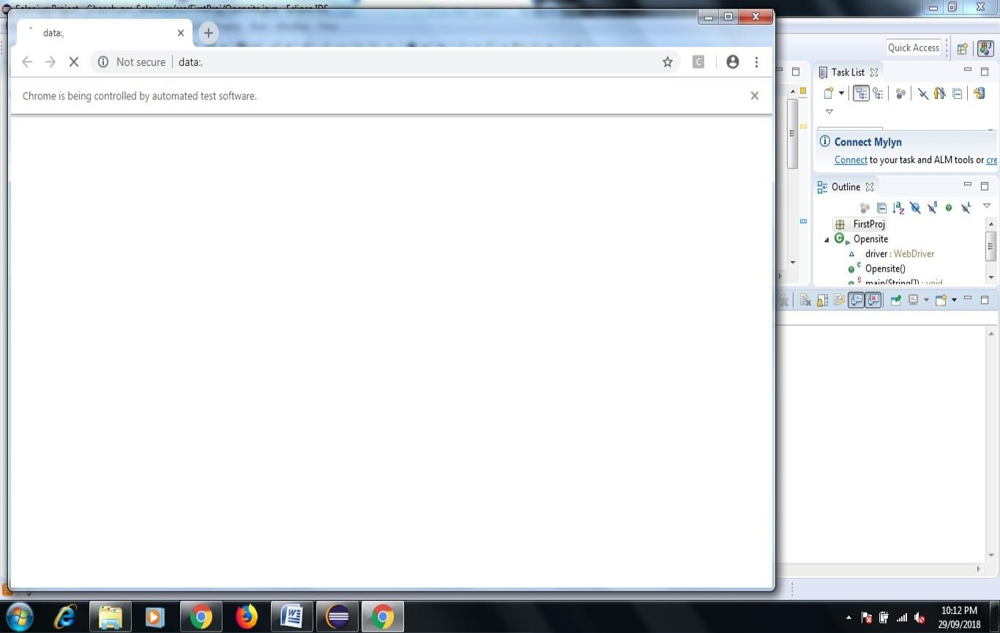 SeleniumProject - Ghanshyam-Selenium/src/FirstProj/Opensite.java - Eclipse IDE
data:,
Not secure
data:,
C
Chrome is being controlled by automated test software.
Quick Access
Task List
Connect Mylyn
Connect to your task and ALM tools or cre
Outline
FirstProj
Opensite
driver : WebDriver
Opensite()
main(String[]) : void
10:12 PM
29/09/2018